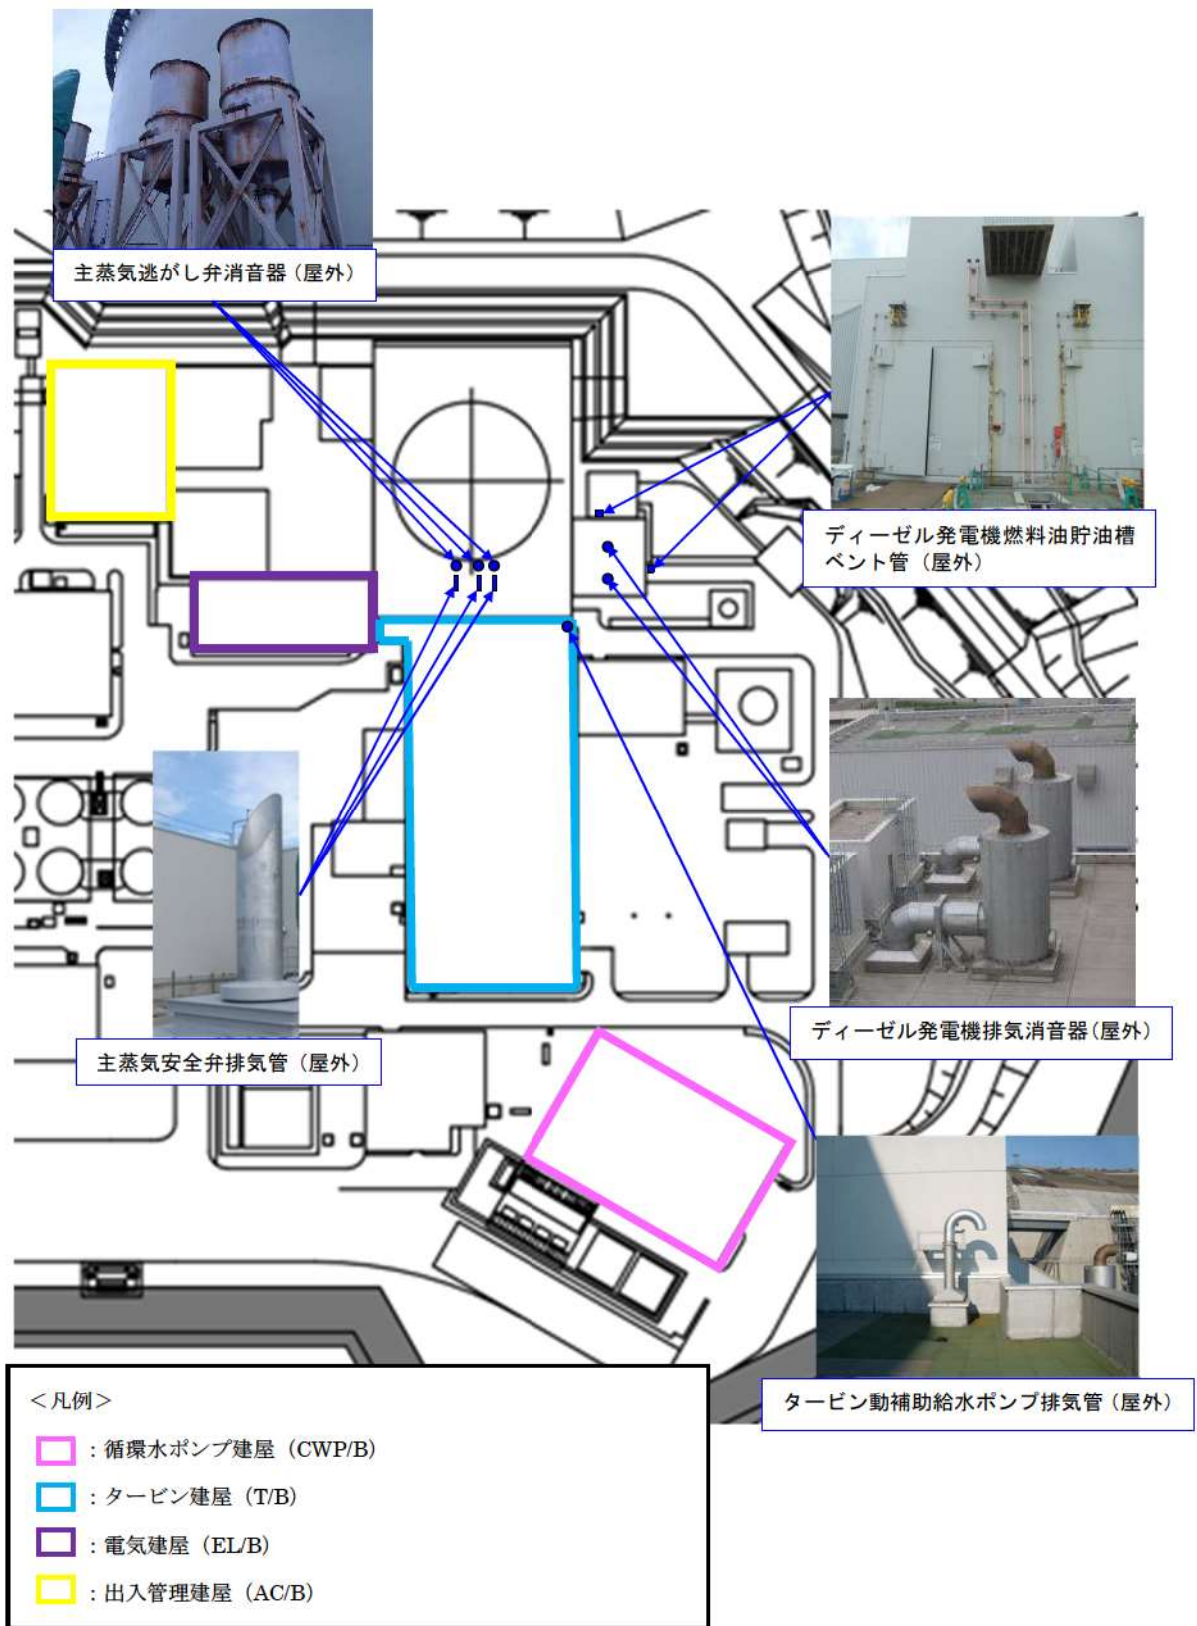 主蒸気逃がし弁消音器（屋外）
ディーゼル発電機燃料油貯油槽
ベント管（屋外）
主蒸気安全弁排気管（屋外）
ディーゼル発電機排気消音器（屋外）
タービン動補助給水ポンプ排気管（屋外）
＜凡例＞
：循環水ポンプ建屋（CWP/B）
：タービン建屋（T/B）
：電気建屋（EL/B）
：出入管理建屋（AC/B）